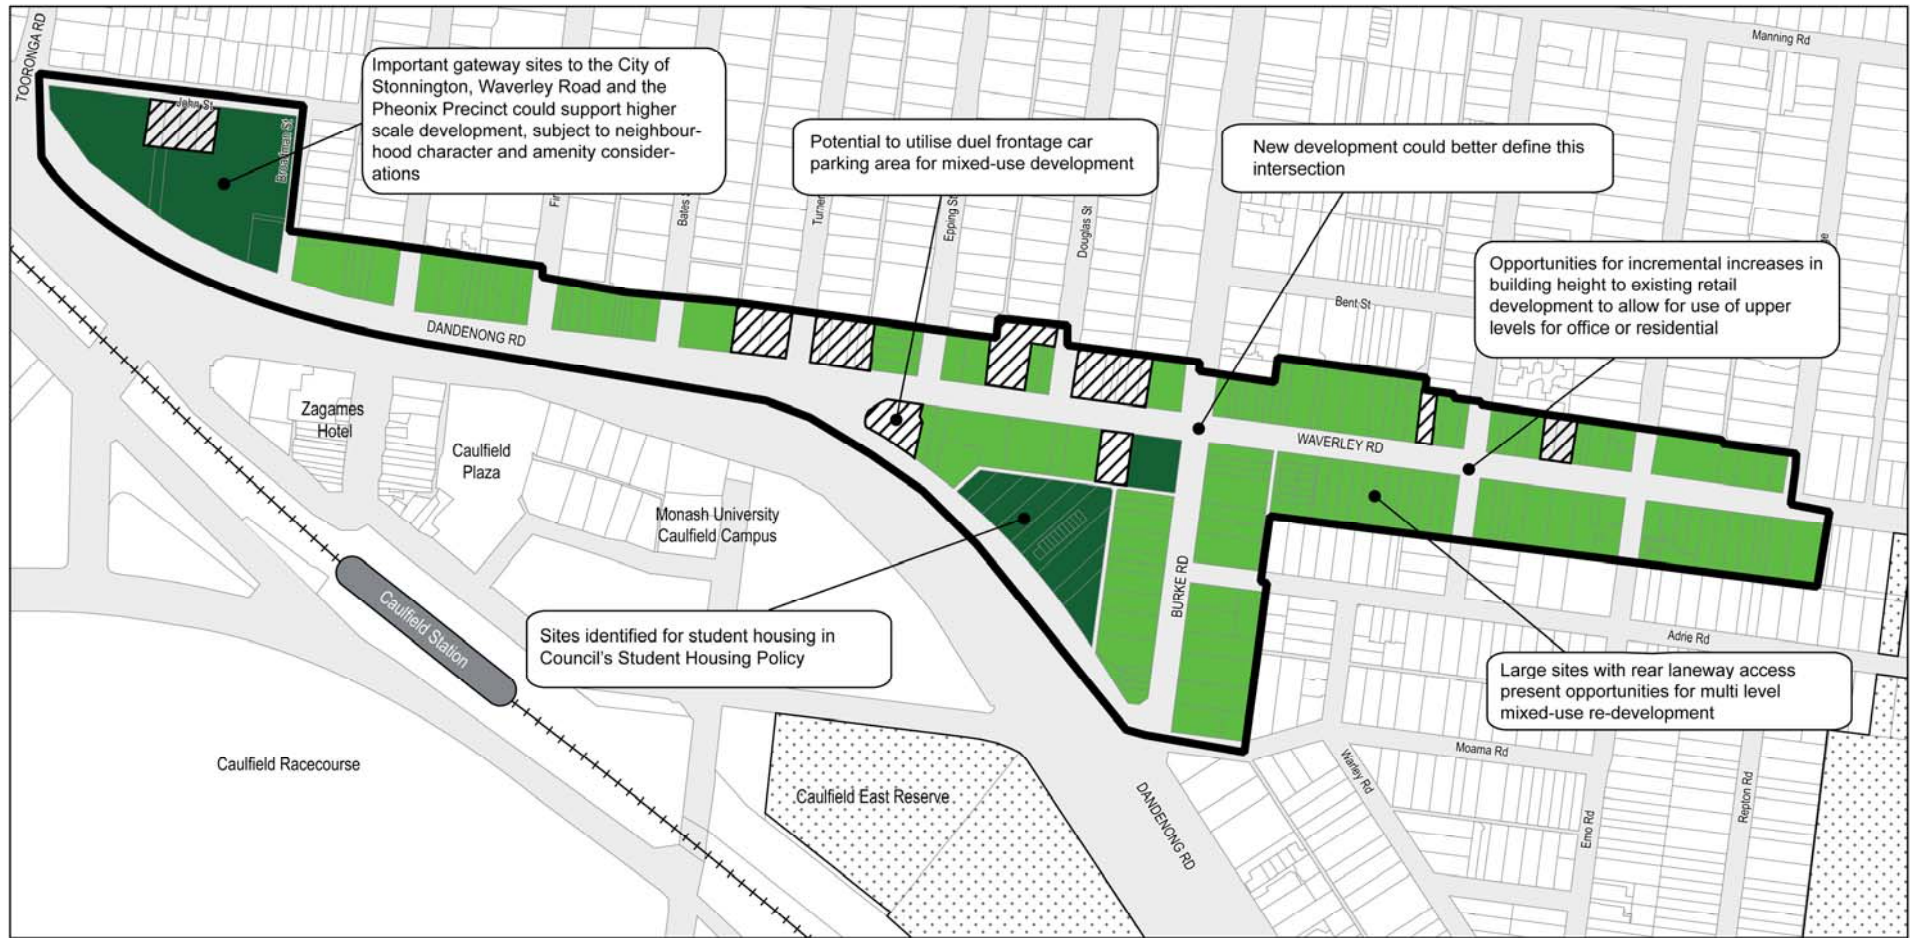 TOORONGA RD
Manning Rd
Important gateway sites to the City of
Stonnington, Waverley Road and the
Pheonix Precinct could support higher
scale development, subject to neighbour-
hood character and amenity consider-
ations
John St
Potential to utilise duel frontage car
parking area for mixed-use development
New development could better define this
intersection
Bates
Turner
Epping St
Douglas St
Opportunities for incremental increases in
building height to existing retail
development to allow for use of upper
levels for office or residential
Bent St
DANDENONG RD
Zagames
Hotel
Caulfield
Plaza
WAVERLEY RD
Monash University
Caulfield Campus
BURKE RD
Caulfield Station
Sites identified for student housing in
Council's Student Housing Policy
Adrie Rd
Large sites with rear laneway access
present opportunities for multi level
mixed-use re-development
Moama Rd
Warley Rd
Caulfield Racecourse
Caulfield East Reserve
DANDENONG RD
Emo Rd
Repton Rd